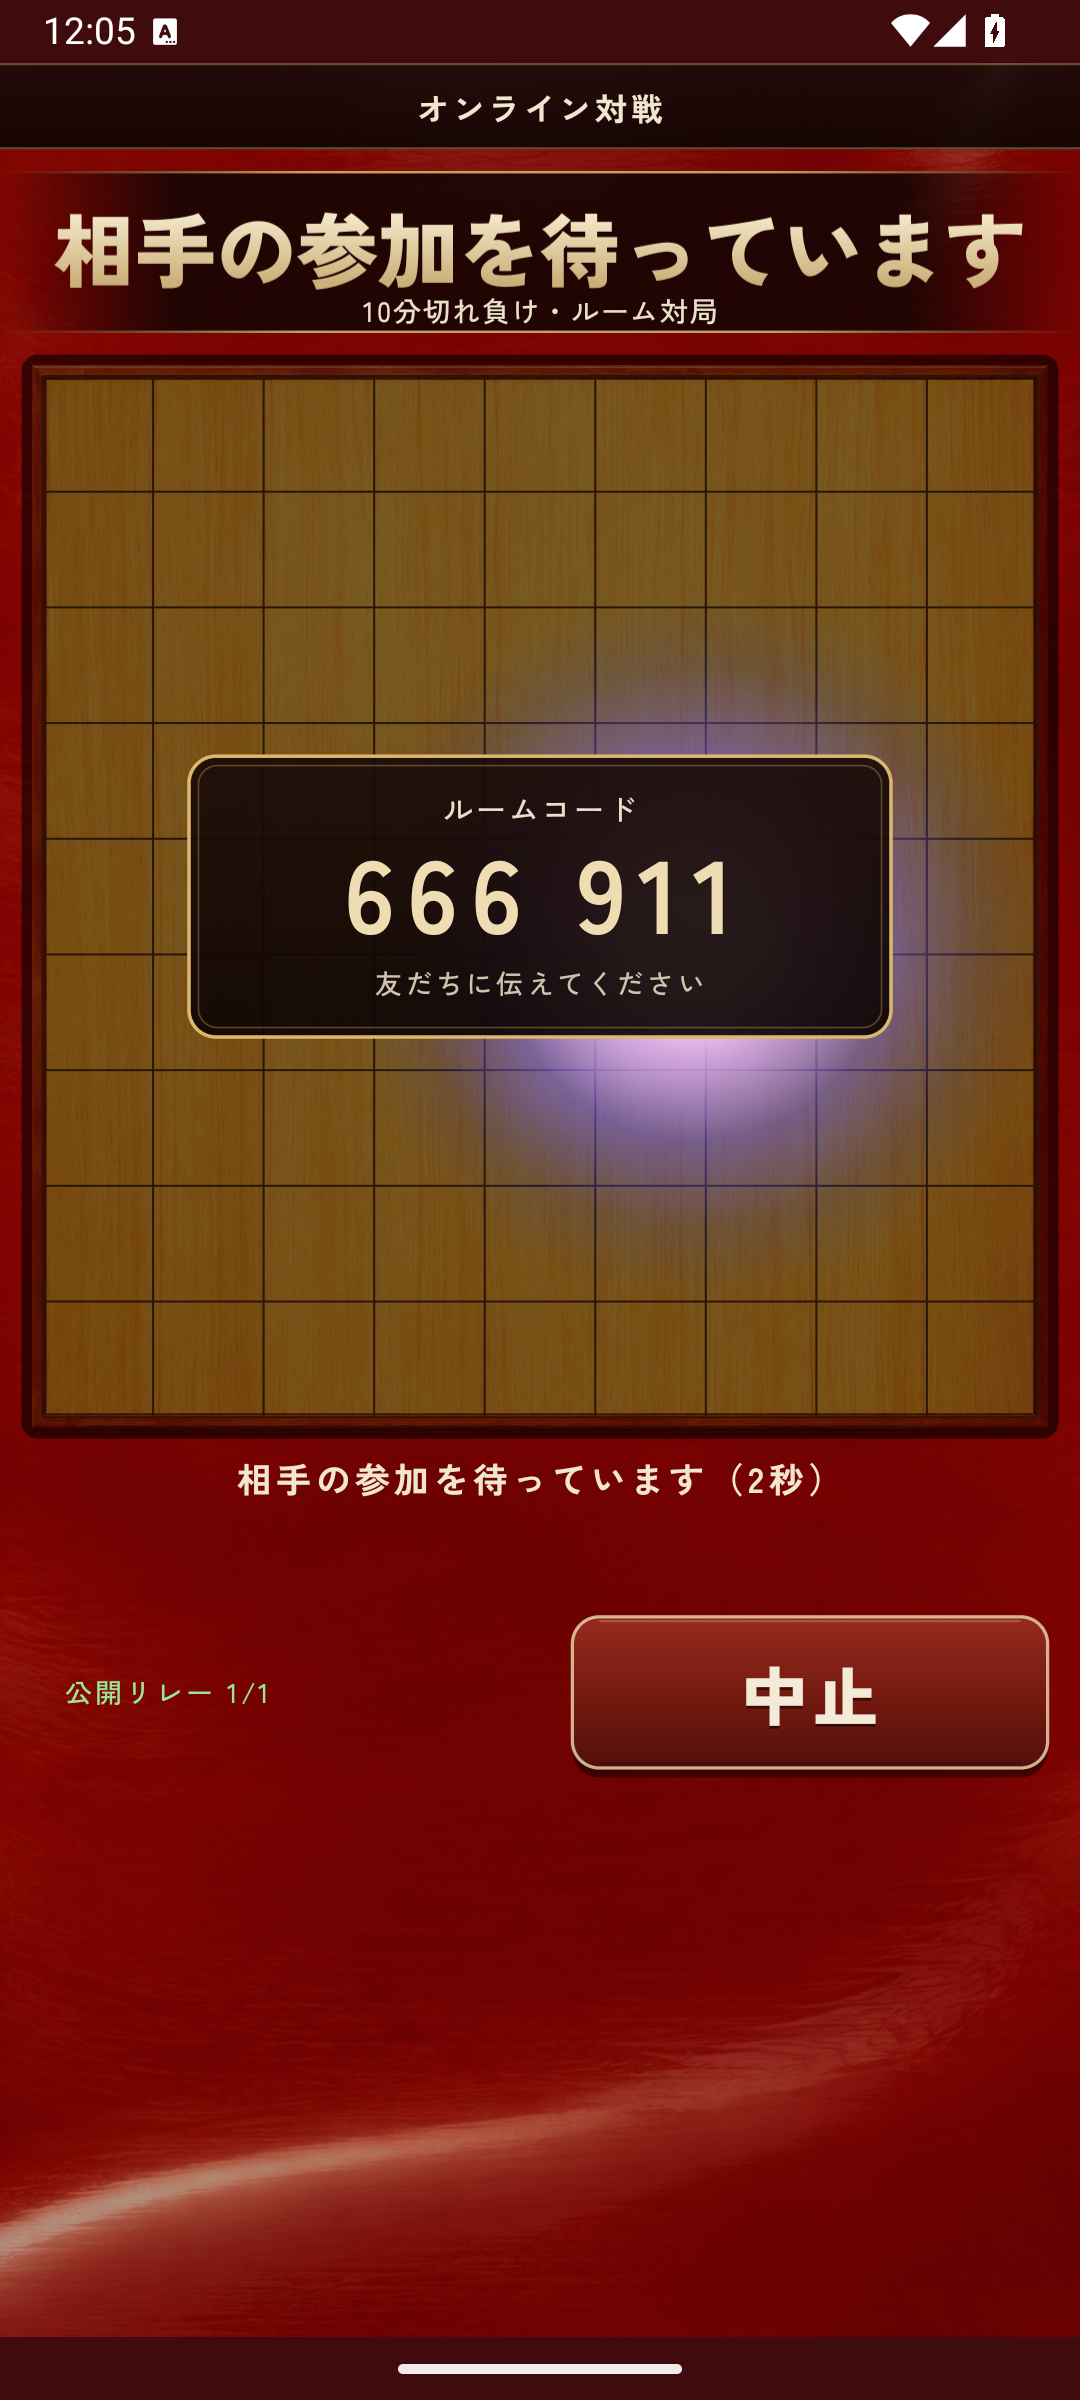 12:05
オンライン対戦
相手の参加を待っています
10分切れ負け・ルーム対局
ルームコード
666 911
友だちに伝えてください
相手の参加を待っています（2秒）
公開リレー 1/1
中止